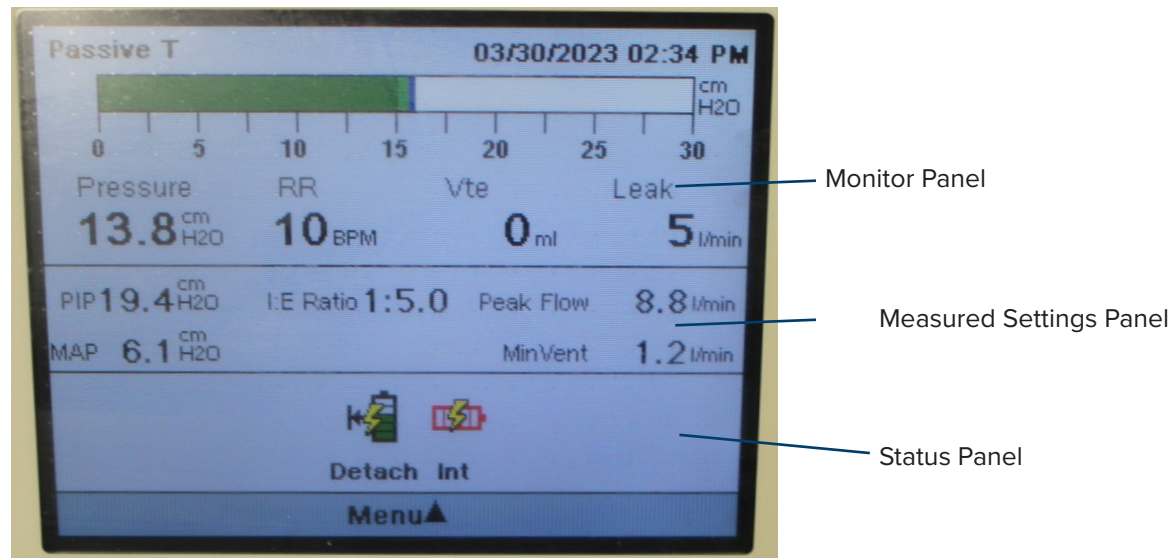 Passive T 03/30/2023 02:34 PM
cm
H2O
0 5 10 15 20 25 30
Pressure RR Vte Leak
13.8 cm H2O 10 BPM 0 ml 5 l/min
PIP 19.4 cm H2O I:E Ratio 1:5.0 Peak Flow 8.8 l/min
MAP 6.1 cm H2O MinVent 1.2 l/min
Detach Int
Menu▲
Monitor Panel
Measured Settings Panel
Status Panel